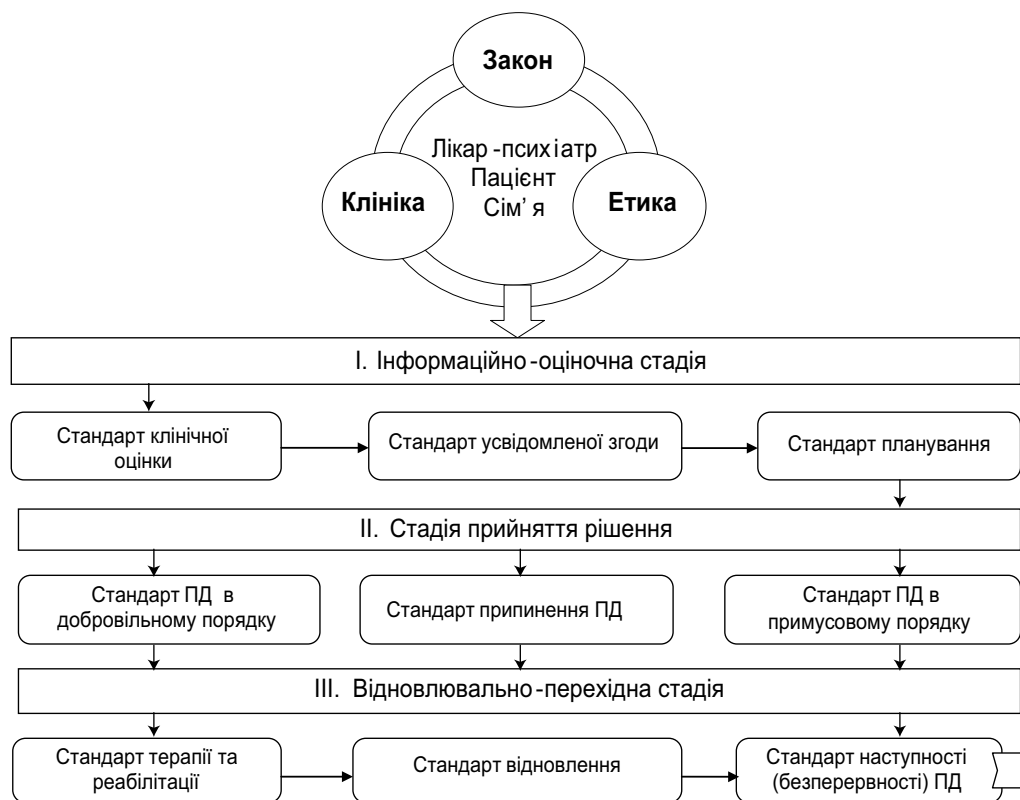 Закон
Лікар-психіатр
Пацієнт
Сім'я
Клініка
Етика
I. Інформаційно-оціночна стадія
Стандарт клінічної
оцінки
Стандарт усвідомленої згоди
Стандарт планування
II. Стадія прийняття рішення
Стандарт ПД в
добровільному порядку
Стандарт припинення ПД
Стандарт ПД в
примусовому порядку
III. Відновлювально-перехідна стадія
Стандарт терапії та
реабілітації
Стандарт відновлення
Стандарт наступності
(безперервності) ПД